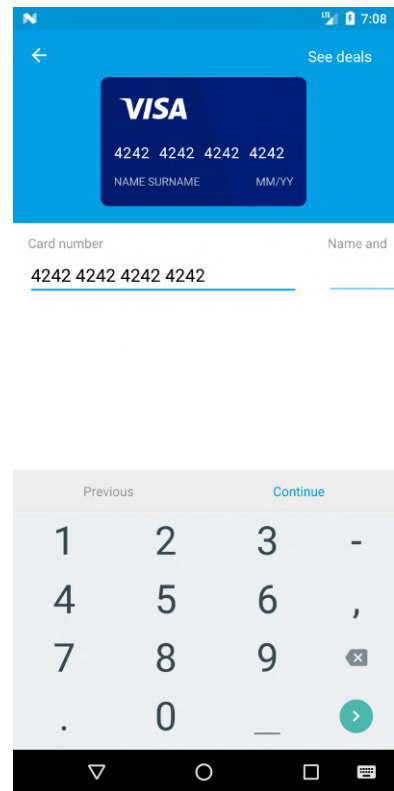 N LTE 7:08
See deals
VISA
4242 4242 4242 4242
NAME SURNAME MM/YY
Card number Name and
4242 4242 4242 4242
Previous Continue
1 2 3 -
4 5 6 ,
7 8 9
. 0 _